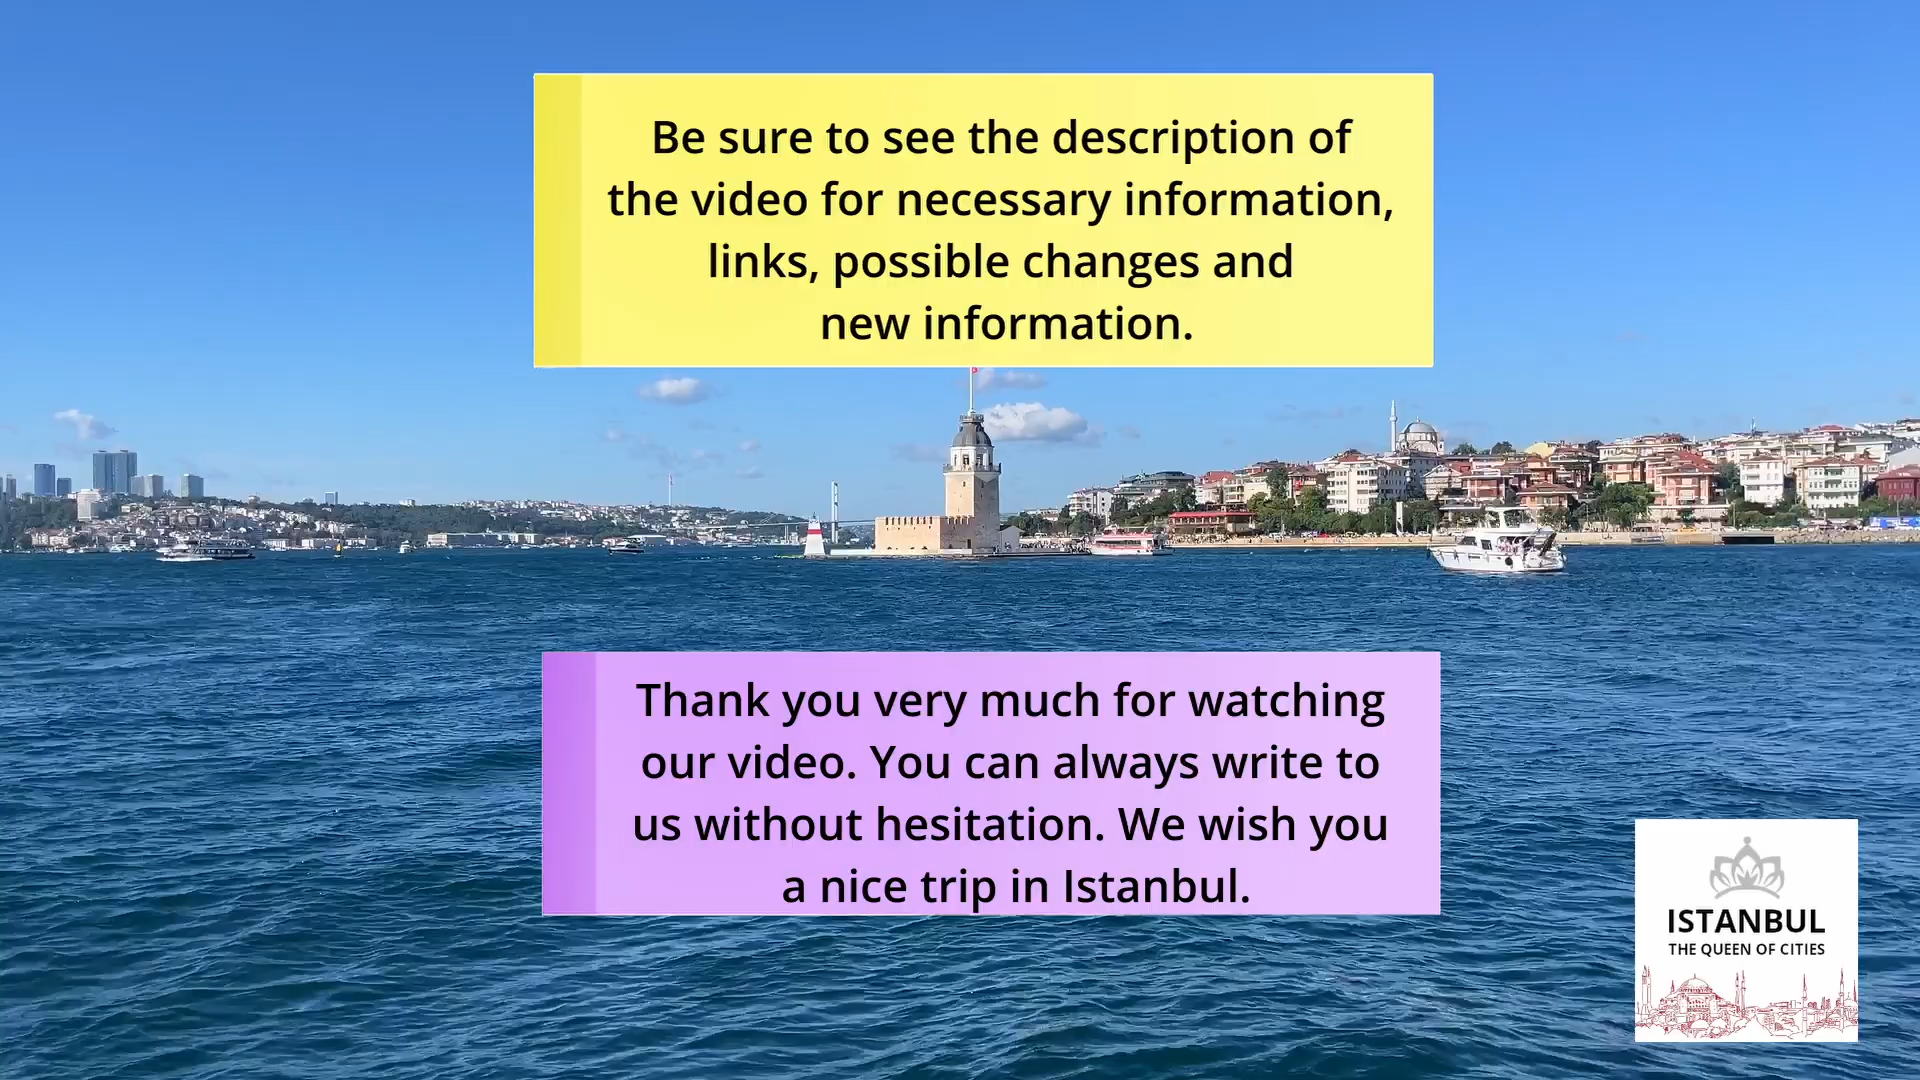 Be sure to see the description of
the video for necessary information,
links, possible changes and
new information.
Thank you very much for watching
our video. You can always write to
us without hesitation. We wish you
a nice trip in Istanbul.
ISTANBUL
THE QUEEN OF CITIES